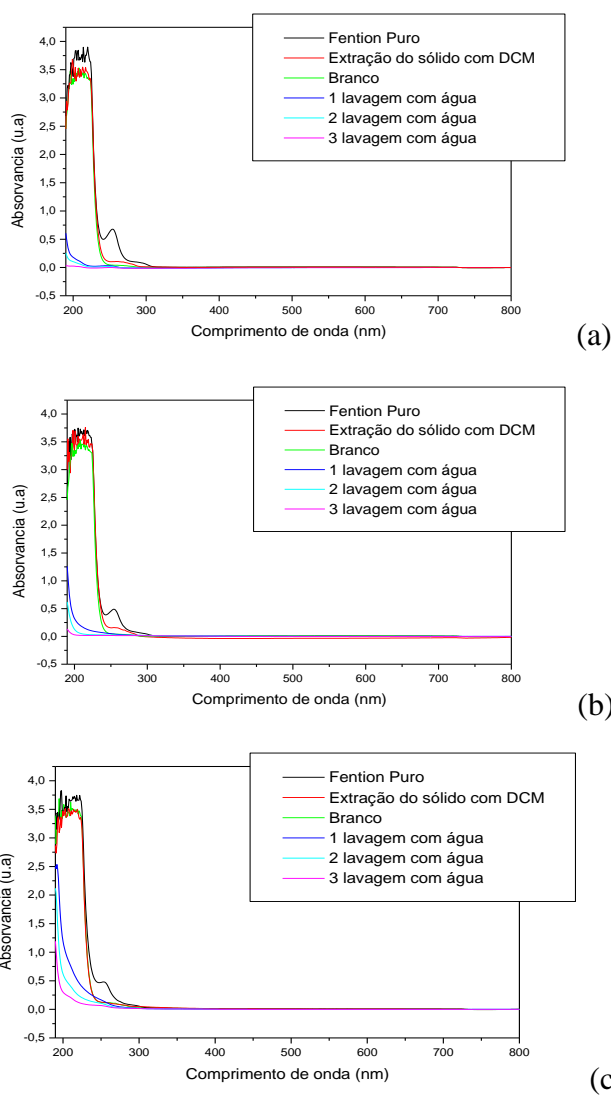 4,0
3,5
3,0
2,5
2,0
1,5
1,0
0,5
0,0
-0,5
Absorvancia (u.a)
Fention Puro
Extração do sólido com DCM
Branco
1 lavagem com água
2 lavagem com água
3 lavagem com água
200 300 400 500 600 700 800
Comprimento de onda (nm)
(a)
4,0
3,5
3,0
2,5
2,0
1,5
1,0
0,5
0,0
-0,5
Absorvancia (u.a)
Fention Puro
Extração do sólido com DCM
Branco
1 lavagem com água
2 lavagem com água
3 lavagem com água
200 300 400 500 600 700 800
Comprimento de onda (nm)
(b)
4,0
3,5
3,0
2,5
2,0
1,5
1,0
0,5
0,0
-0,5
Absorvancia (u.a)
Fention Puro
Extração do sólido com DCM
Branco
1 lavagem com água
2 lavagem com água
3 lavagem com água
200 300 400 500 600 700 800
Comprimento de onda (nm)
(c